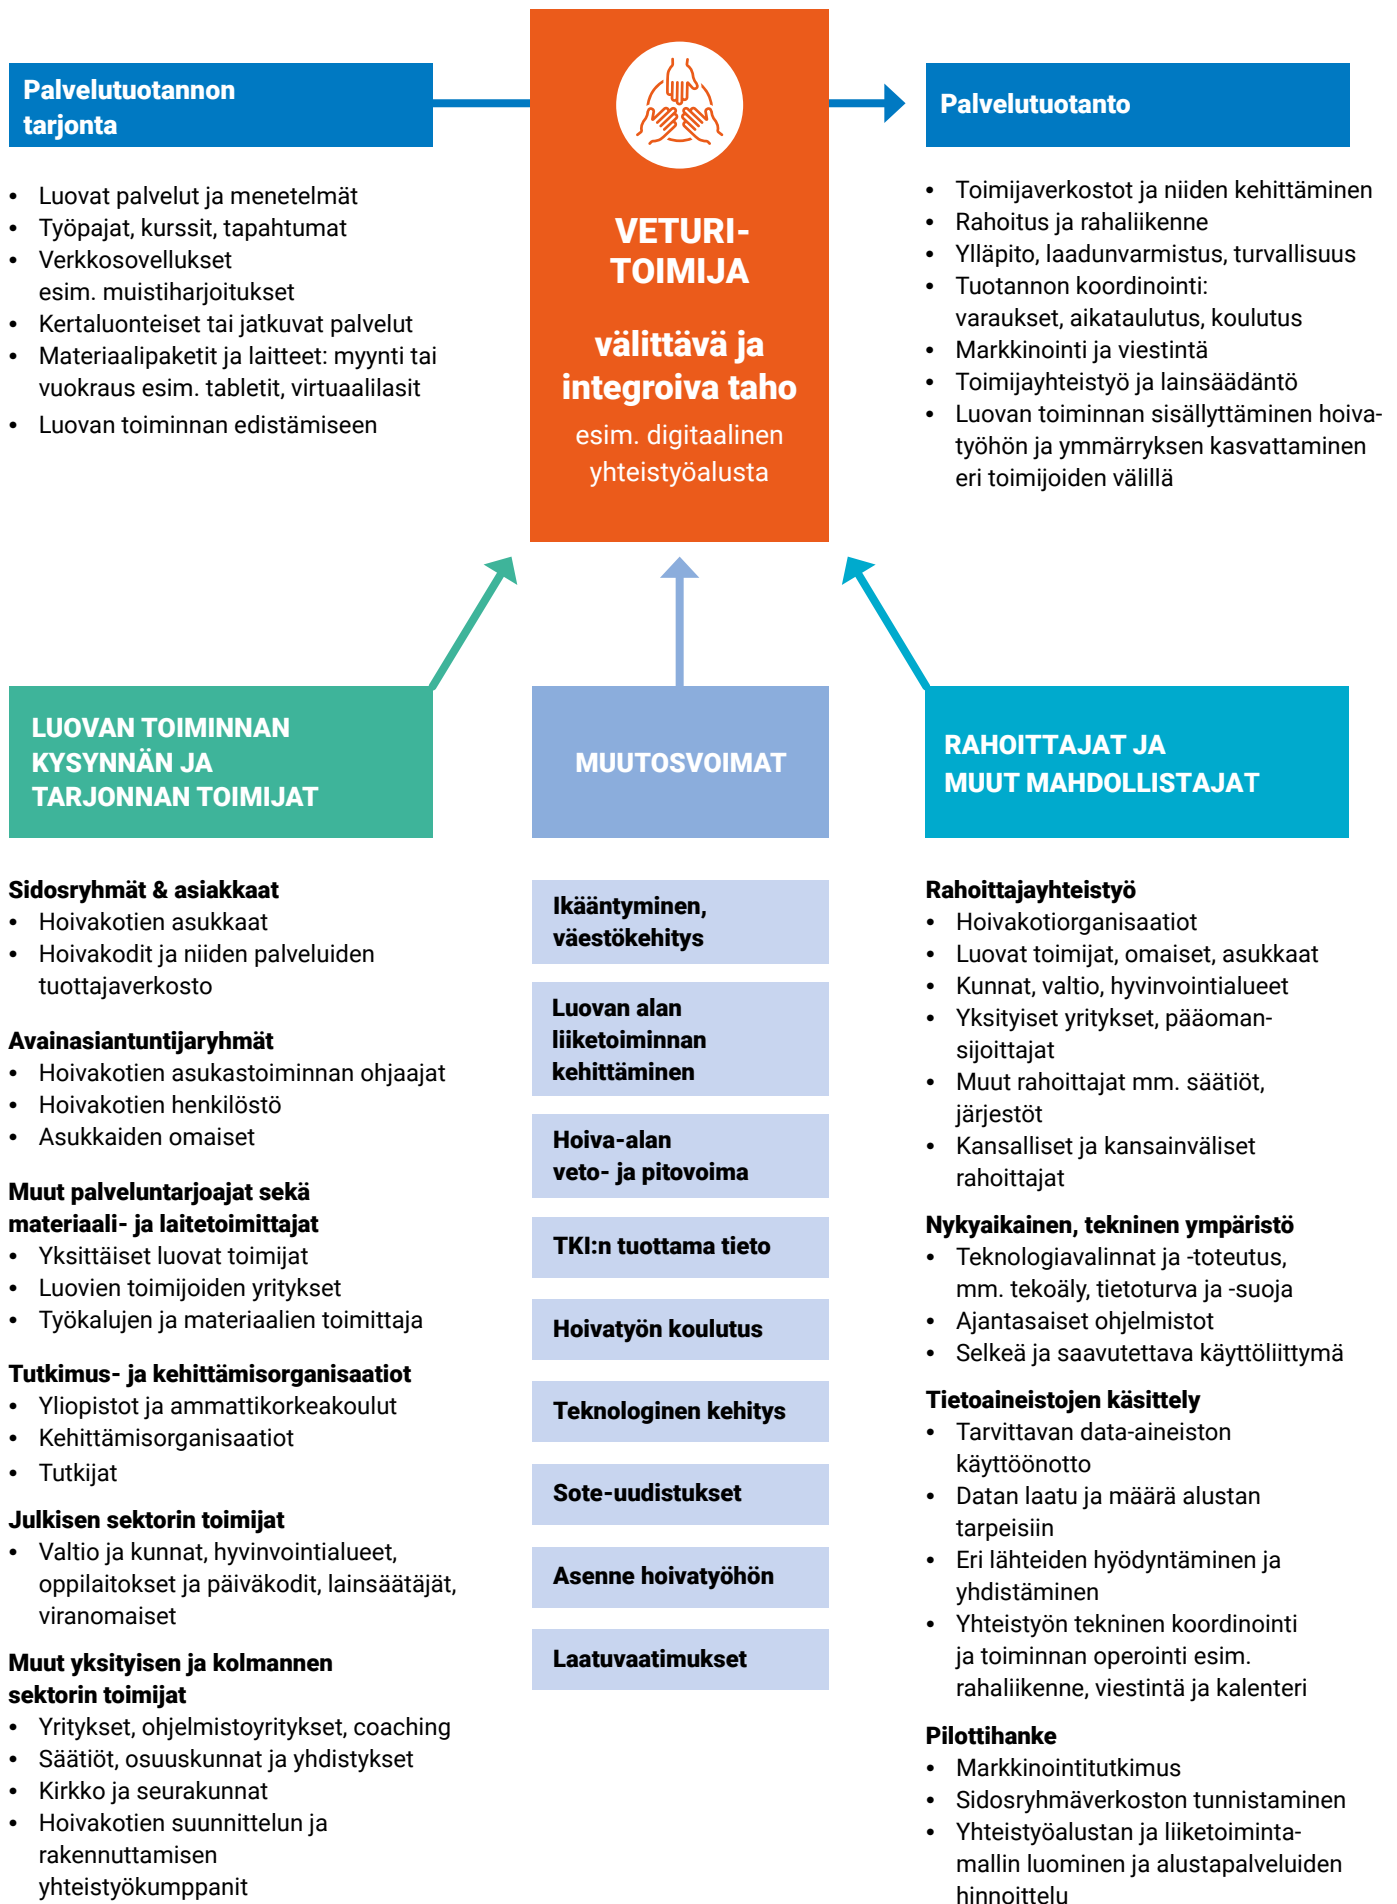 Palvelutuotannon
tarjonta
• Luovat palvelut ja menetelmät
• Työpajat, kurssit, tapahtumat
• Verkkosovellukset
esim. muistiharjoitukset
• Kertaluonteiset tai jatkuvat palvelut
• Materiaalipaketit ja laitteet: myynti tai
vuokraus esim. tabletit, virtuaalilasit
• Luovan toiminnan edistämiseen
VETURI-
TOIMIJA
välittävä ja
integroiva taho
esim. digitaalinen
yhteistyöalusta
Palvelutuotanto
• Toimijaverkostot ja niiden kehittäminen
• Rahoitus ja rahaliikenne
• Ylläpito, laadunvarmistus, turvallisuus
• Tuotannon koordinointi:
varaukset, aikataulutus, koulutus
• Markkinointi ja viestintä
• Toimijayhteistyö ja lainsäädäntö
• Luovan toiminnan sisällyttäminen hoiva-
työhön ja ymmärryksen kasvattaminen
eri toimijoiden välillä
LUOVAN TOIMINNAN
KYSYNNÄN JA
TARJONNAN TOIMIJAT
Sidosryhmät & asiakkaat
• Hoivakotien asukkaat
• Hoivakodit ja niiden palveluiden
tuottajaverkosto
Avainasiantuntijaryhmät
• Hoivakotien asukastoiminnan ohjaajat
• Hoivakotien henkilöstö
• Asukkaiden omaiset
Muut palveluntarjoajat sekä
materiaali- ja laitetoimittajat
• Yksittäiset luovat toimijat
• Luovien toimijoiden yritykset
• Työkalujen ja materiaalien toimittaja
Tutkimus- ja kehittämisorganisaatiot
• Yliopistot ja ammattikorkeakoulut
• Kehittämisorganisaatiot
• Tutkijat
Julkisen sektorin toimijat
• Valtio ja kunnat, hyvinvointialueet,
oppilaitokset ja päiväkodit, lainsäätäjät,
viranomaiset
Muut yksityisen ja kolmannen
sektorin toimijat
• Yritykset, ohjelmistoyritykset, coaching
• Säätiöt, osuuskunnat ja yhdistykset
• Kirkko ja seurakunnat
• Hoivakotien suunnittelun ja
rakennuttamisen
yhteistyökumppanit
MUUTOSVOIMAT
Ikääntyminen,
väestökehitys
Luovan alan
liiketoiminnan
kehittäminen
Hoiva-alan
veto- ja pitovoima
TKI:n tuottama tieto
Hoivatyön koulutus
Teknologinen kehitys
Sote-uudistukset
Asenne hoivatyöhön
Laatuvaatimukset
RAHOITTAJAT JA
MUUT MAHDOLLISTAJAT
Rahoittajayhteistyö
• Hoivakotiorganisaatiot
• Luovat toimijat, omaiset, asukkaat
• Kunnat, valtio, hyvinvointialueet
• Yksityiset yritykset, pääoman-
sijoittajat
• Muut rahoittajat mm. säätiöt,
järjestöt
• Kansalliset ja kansainväliset
rahoittajat
Nykyaikainen, tekninen ympäristö
• Teknologiavalinnat ja -toteutus,
mm. tekoäly, tietoturva ja -suoja
• Ajantasaiset ohjelmistot
• Selkeä ja saavutettava käyttöliittymä
Tietoaineistojen käsittely
• Tarvittavan data-aineiston
käyttöönotto
• Datan laatu ja määrä alustan
tarpeisiin
• Eri lähteiden hyödyntäminen ja
yhdistäminen
• Yhteistyön tekninen koordinointi
ja toiminnan operointi esim.
rahaliikenne, viestintä ja kalenteri
Pilottihanke
• Markkinointitutkimus
• Sidosryhmäverkoston tunnistaminen
• Yhteistyöalustan ja liiketoiminta-
mallin luominen ja alustapalveluiden
hinnoittelu